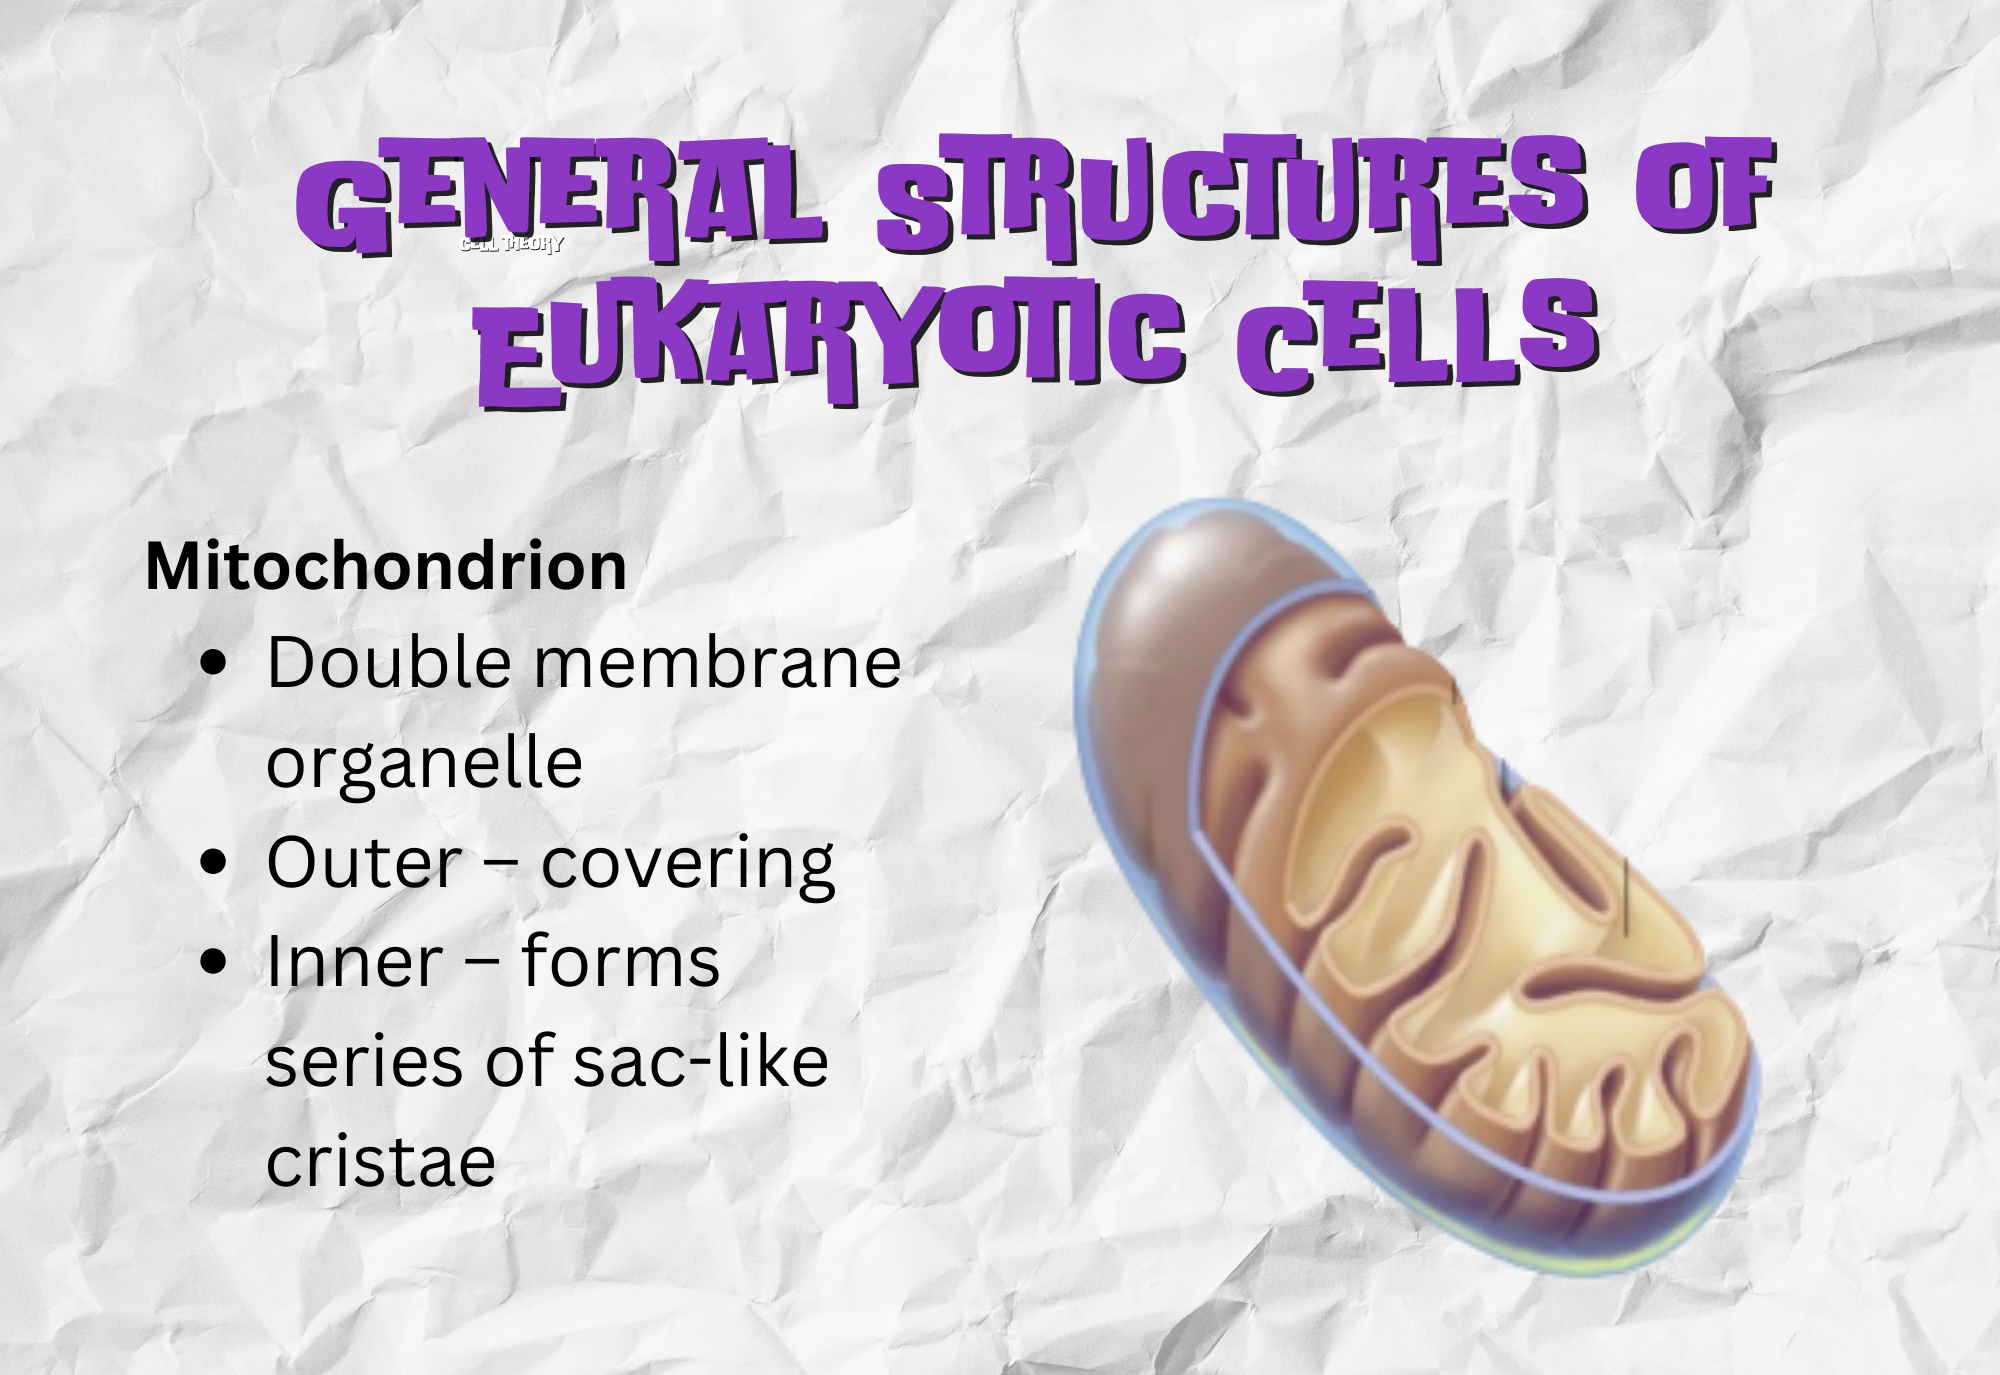 GENERAL STRUCTURES OF
CELL THEORY
EUKARYOTIC CELLS
Mitochondrion
• Double membrane
organelle
• Outer – covering
• Inner – forms
series of sac-like
cristae